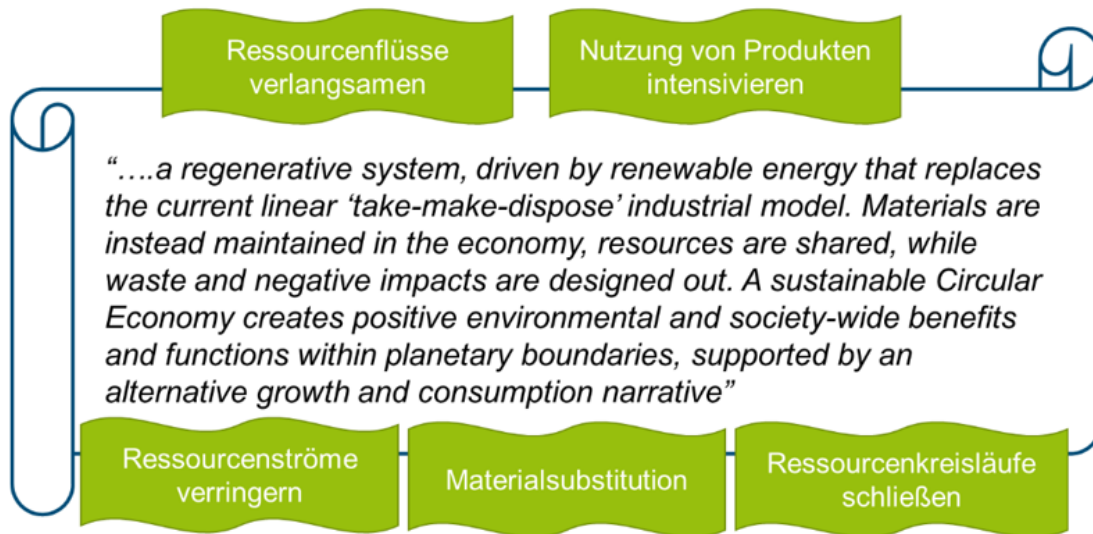 Ressourcenflüsse
verlangsamen
Nutzung von Produkten
intensivieren
“….a regenerative system, driven by renewable energy that replaces
the current linear ‘take-make-dispose’ industrial model. Materials are
instead maintained in the economy, resources are shared, while
waste and negative impacts are designed out. A sustainable Circular
Economy creates positive environmental and society-wide benefits
and functions within planetary boundaries, supported by an
alternative growth and consumption narrative”
Ressourcenströme
verringern
Materialsubstitution
Ressourcenkreisläufe
schließen